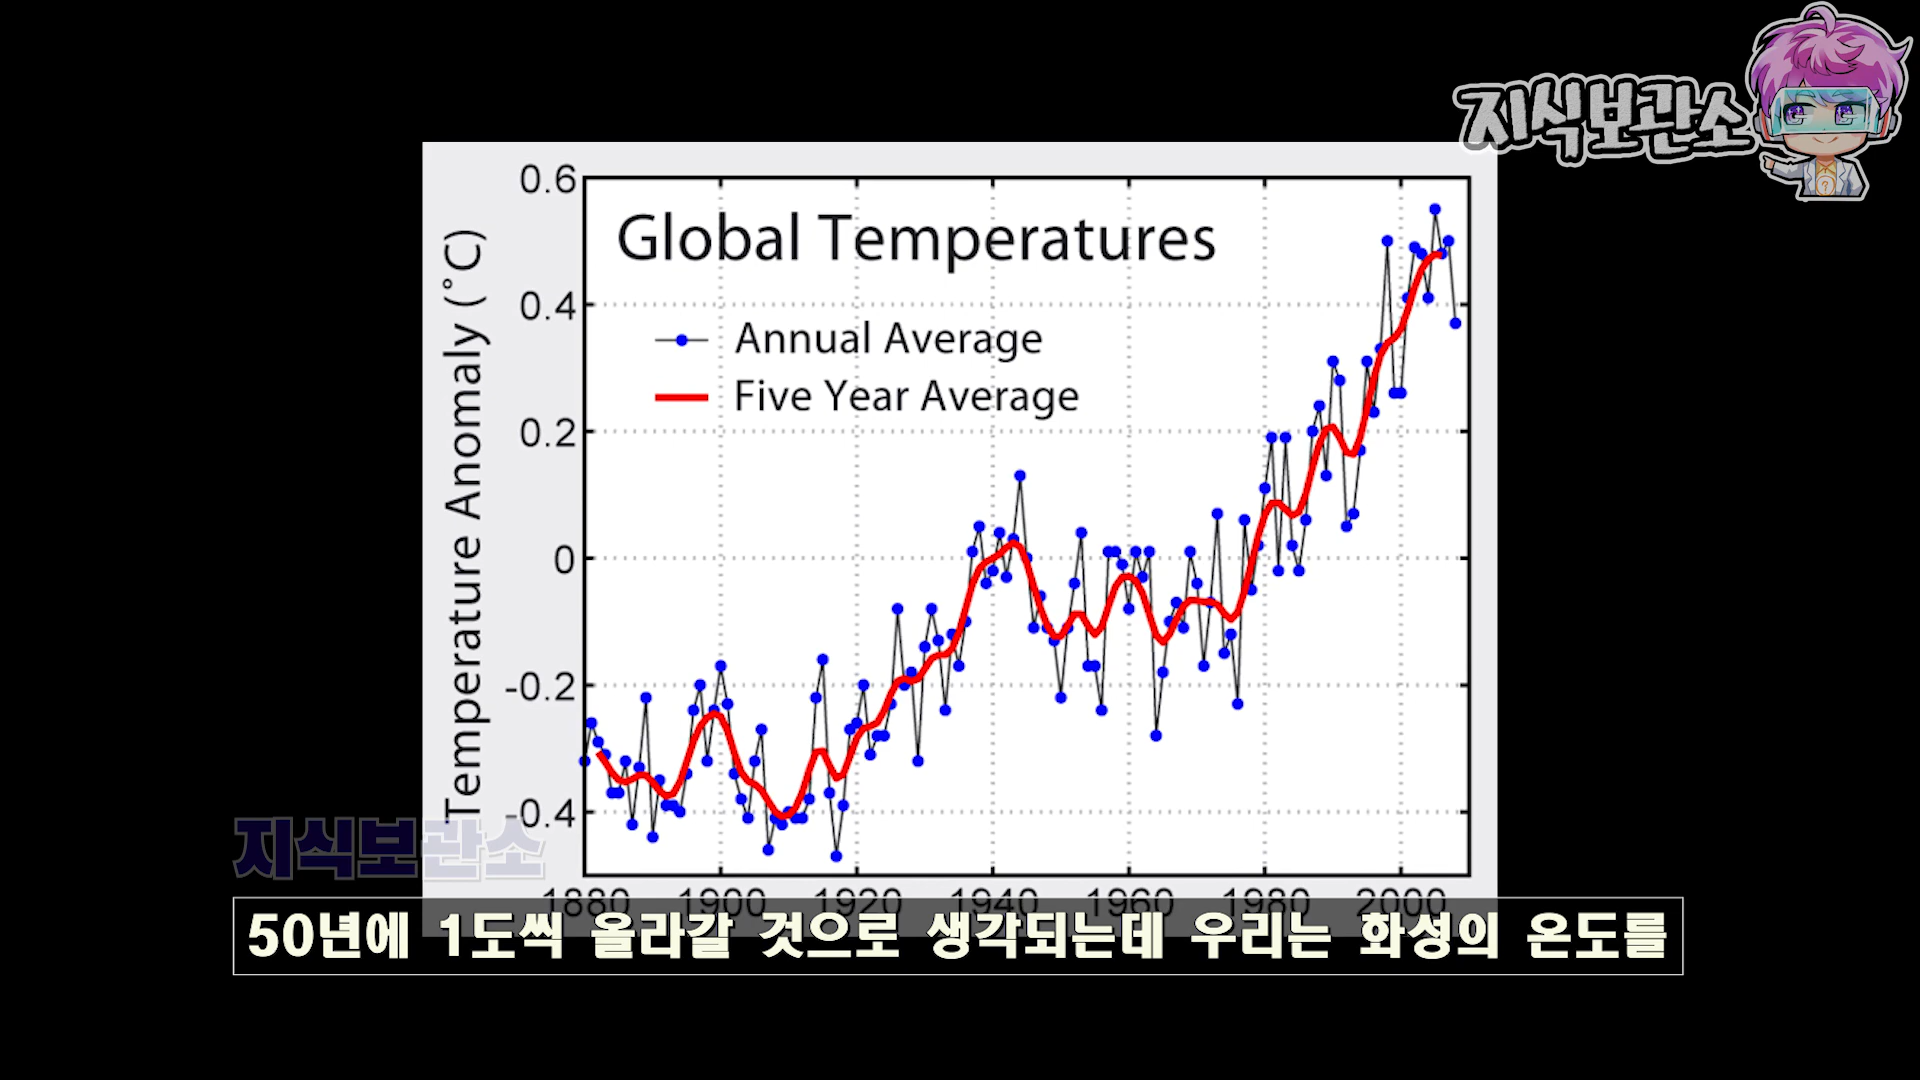 지식보관소
0.6
Global Temperatures
0.4
Annual Average
Five Year Average
0.2
0
-0.2
-0.4
Temperature Anomaly (˚C)
지식보관소
1880 1900 1920 1940 1960 1980 2000
50년에 1도씩 올라갈 것으로 생각되는데 우리는 화성의 온도를